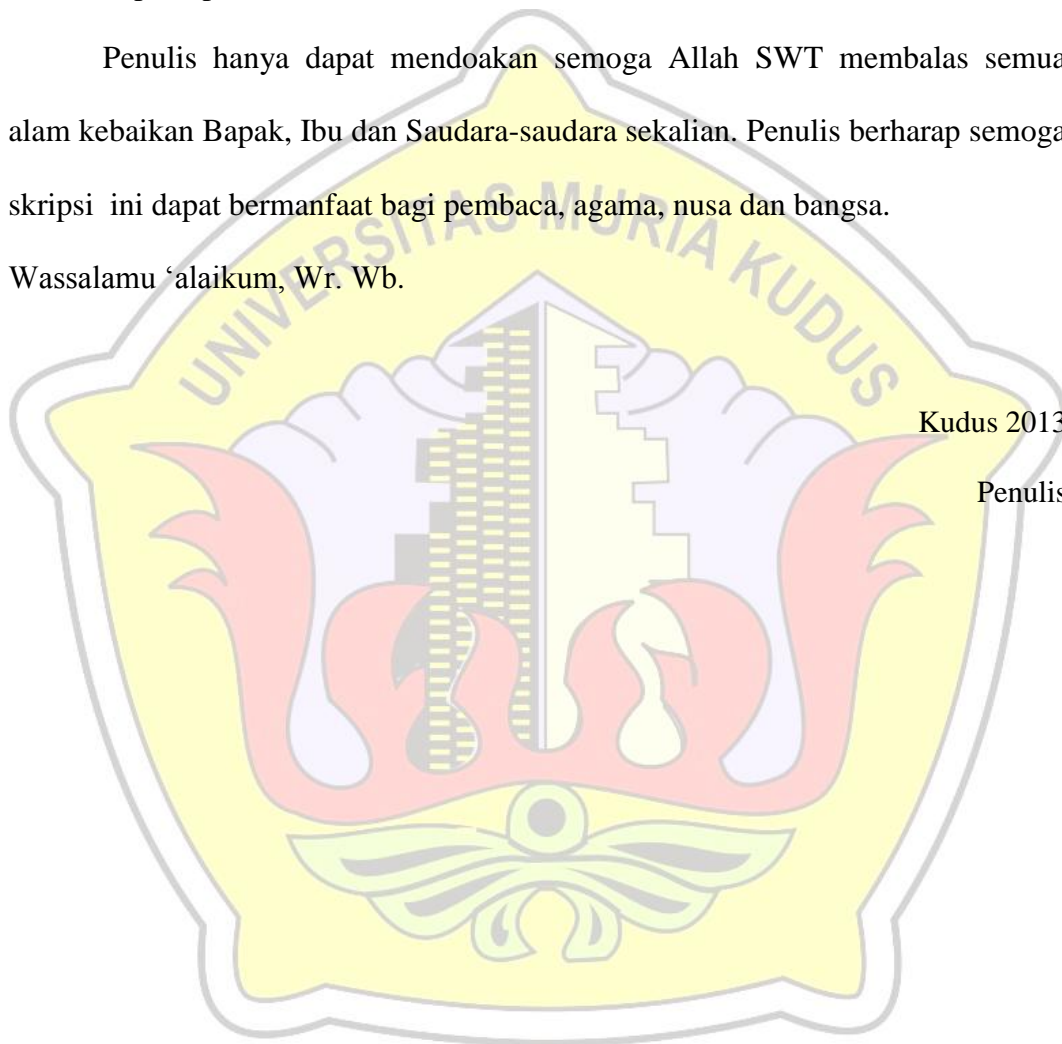 Penulis hanya dapat mendoakan semoga Allah SWT membalas semua
alam kebaikan Bapak, Ibu dan Saudara-saudara sekalian. Penulis berharap semoga
skripsi ini dapat bermanfaat bagi pembaca, agama, nusa dan bangsa.
Wassalamu ‘alaikum, Wr. Wb.
UNIVERSITAS MURIA KUDUS
Kudus 2013
Penulis